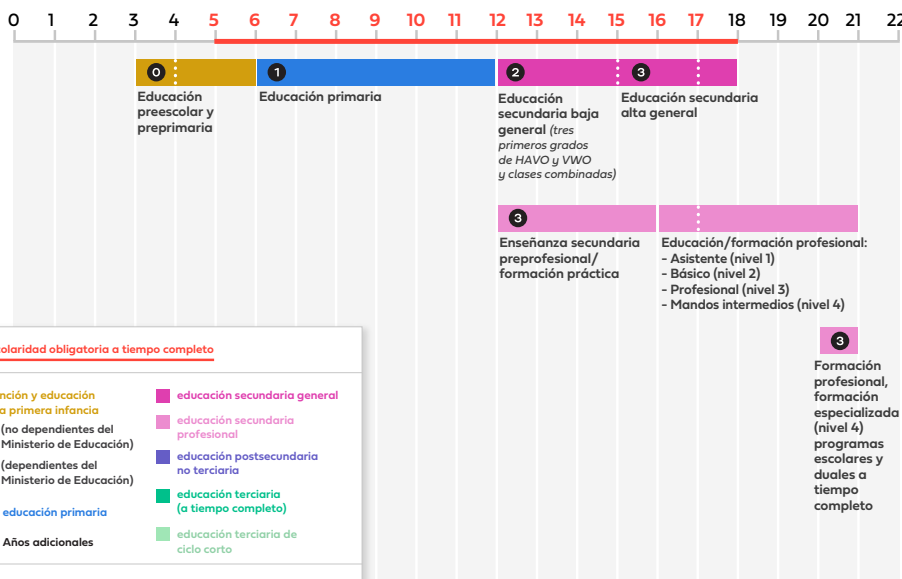 0 1 2 3 4 5 6 7 8 9 10 11 12 13 14 15 16 17 18 19 20 21 22
0 1 2 3
Educación
preescolar y
preprimaria
Educación primaria
Educación
secundaria baja
general (tres
primeros grados
de HAVO y VWO
y clases combinadas)
Educación secundaria
alta general
3
Enseñanza secundaria
preprofesional/
formación práctica
Educación/formación profesional:
- Asistente (nivel 1)
- Básico (nivel 2)
- Profesional (nivel 3)
- Mandos intermedios (nivel 4)
3
Formación
profesional,
formación
especializada
(nivel 4)
programas
escolares y
duales a
tiempo
completo
colaridad obligatoria a tiempo completo
nción y educación
a primera infancia
(no dependientes del
Ministerio de Educación)
(dependientes del
Ministerio de Educación)
educación primaria
Años adicionales
educación secundaria general
educación secundaria
profesional
educación postsecundaria
no terciaria
educación terciaria
(a tiempo completo)
educación terciaria de
ciclo corto